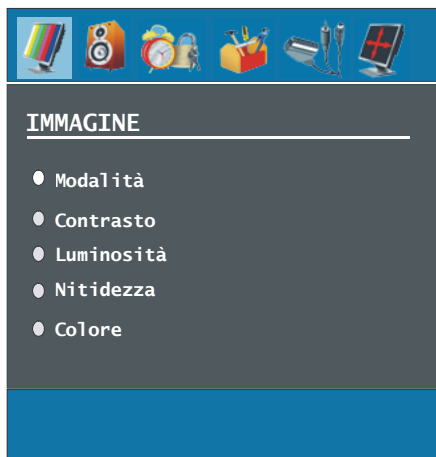 IMMAGINE
Modalità
Contrasto
Luminosità
Nitidezza
Colore